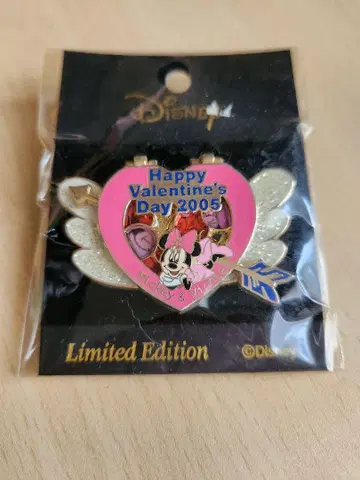 Disney
Happy
Valentine's
Day 2005
Limited Edition
©Disney